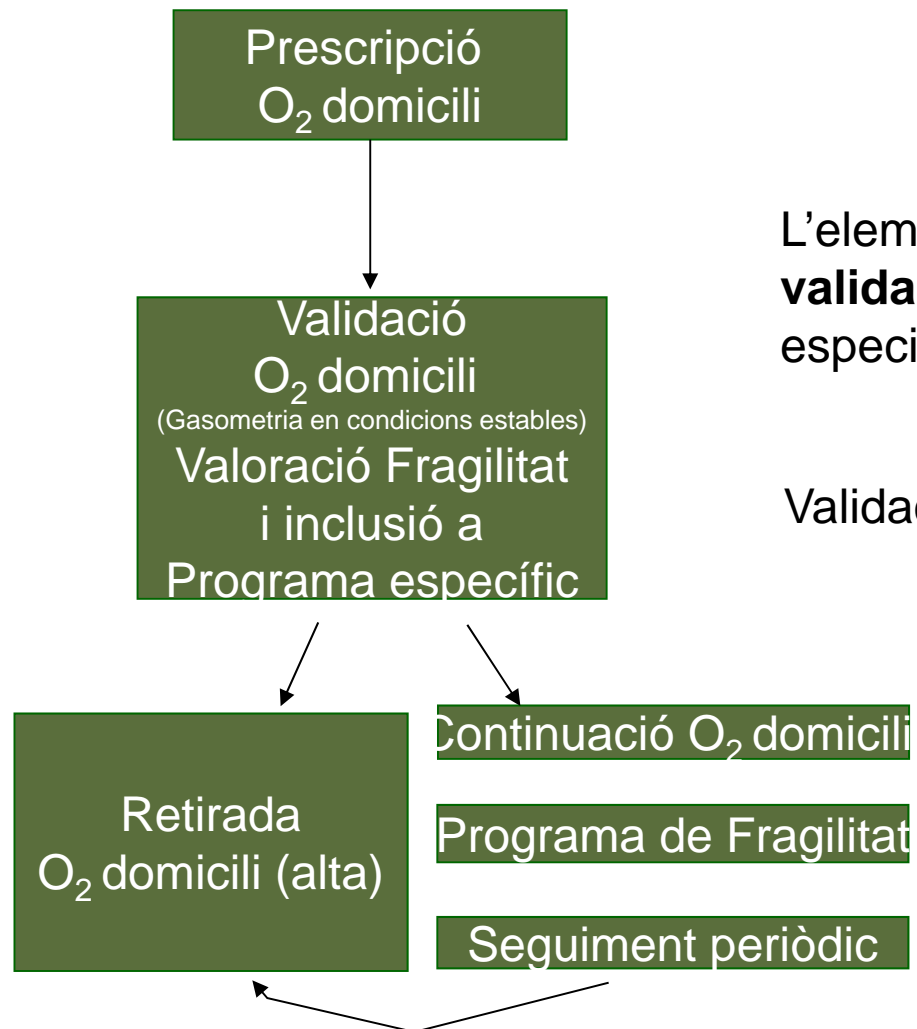 Prescripció
O₂ domicili
Validació
O₂ domicili
(Gasometria en condicions estables)
Valoració Fragilitat
i inclusió a
Programa específic
Retirada
O₂ domicili (alta)
Continuació O₂ domicili
Programa de Fragilitat
Seguiment periòdic
L’elem
valida
especi
Validac